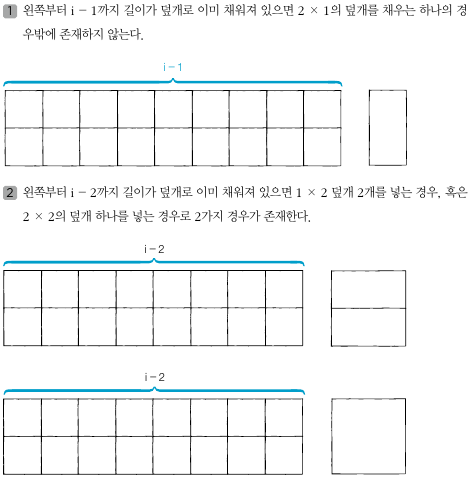 1 왼쪽부터 i - 1까지 길이가 덮개로 이미 채워져 있으면 2 × 1의 덮개를 채우는 하나의 경
우밖에 존재하지 않는다.
i-1
2 왼쪽부터 i - 2까지 길이가 덮개로 이미 채워져 있으면 1 × 2 덮개 2개를 넣는 경우, 혹은
2 × 2의 덮개 하나를 넣는 경우로 2가지 경우가 존재한다.
i-2
i-2